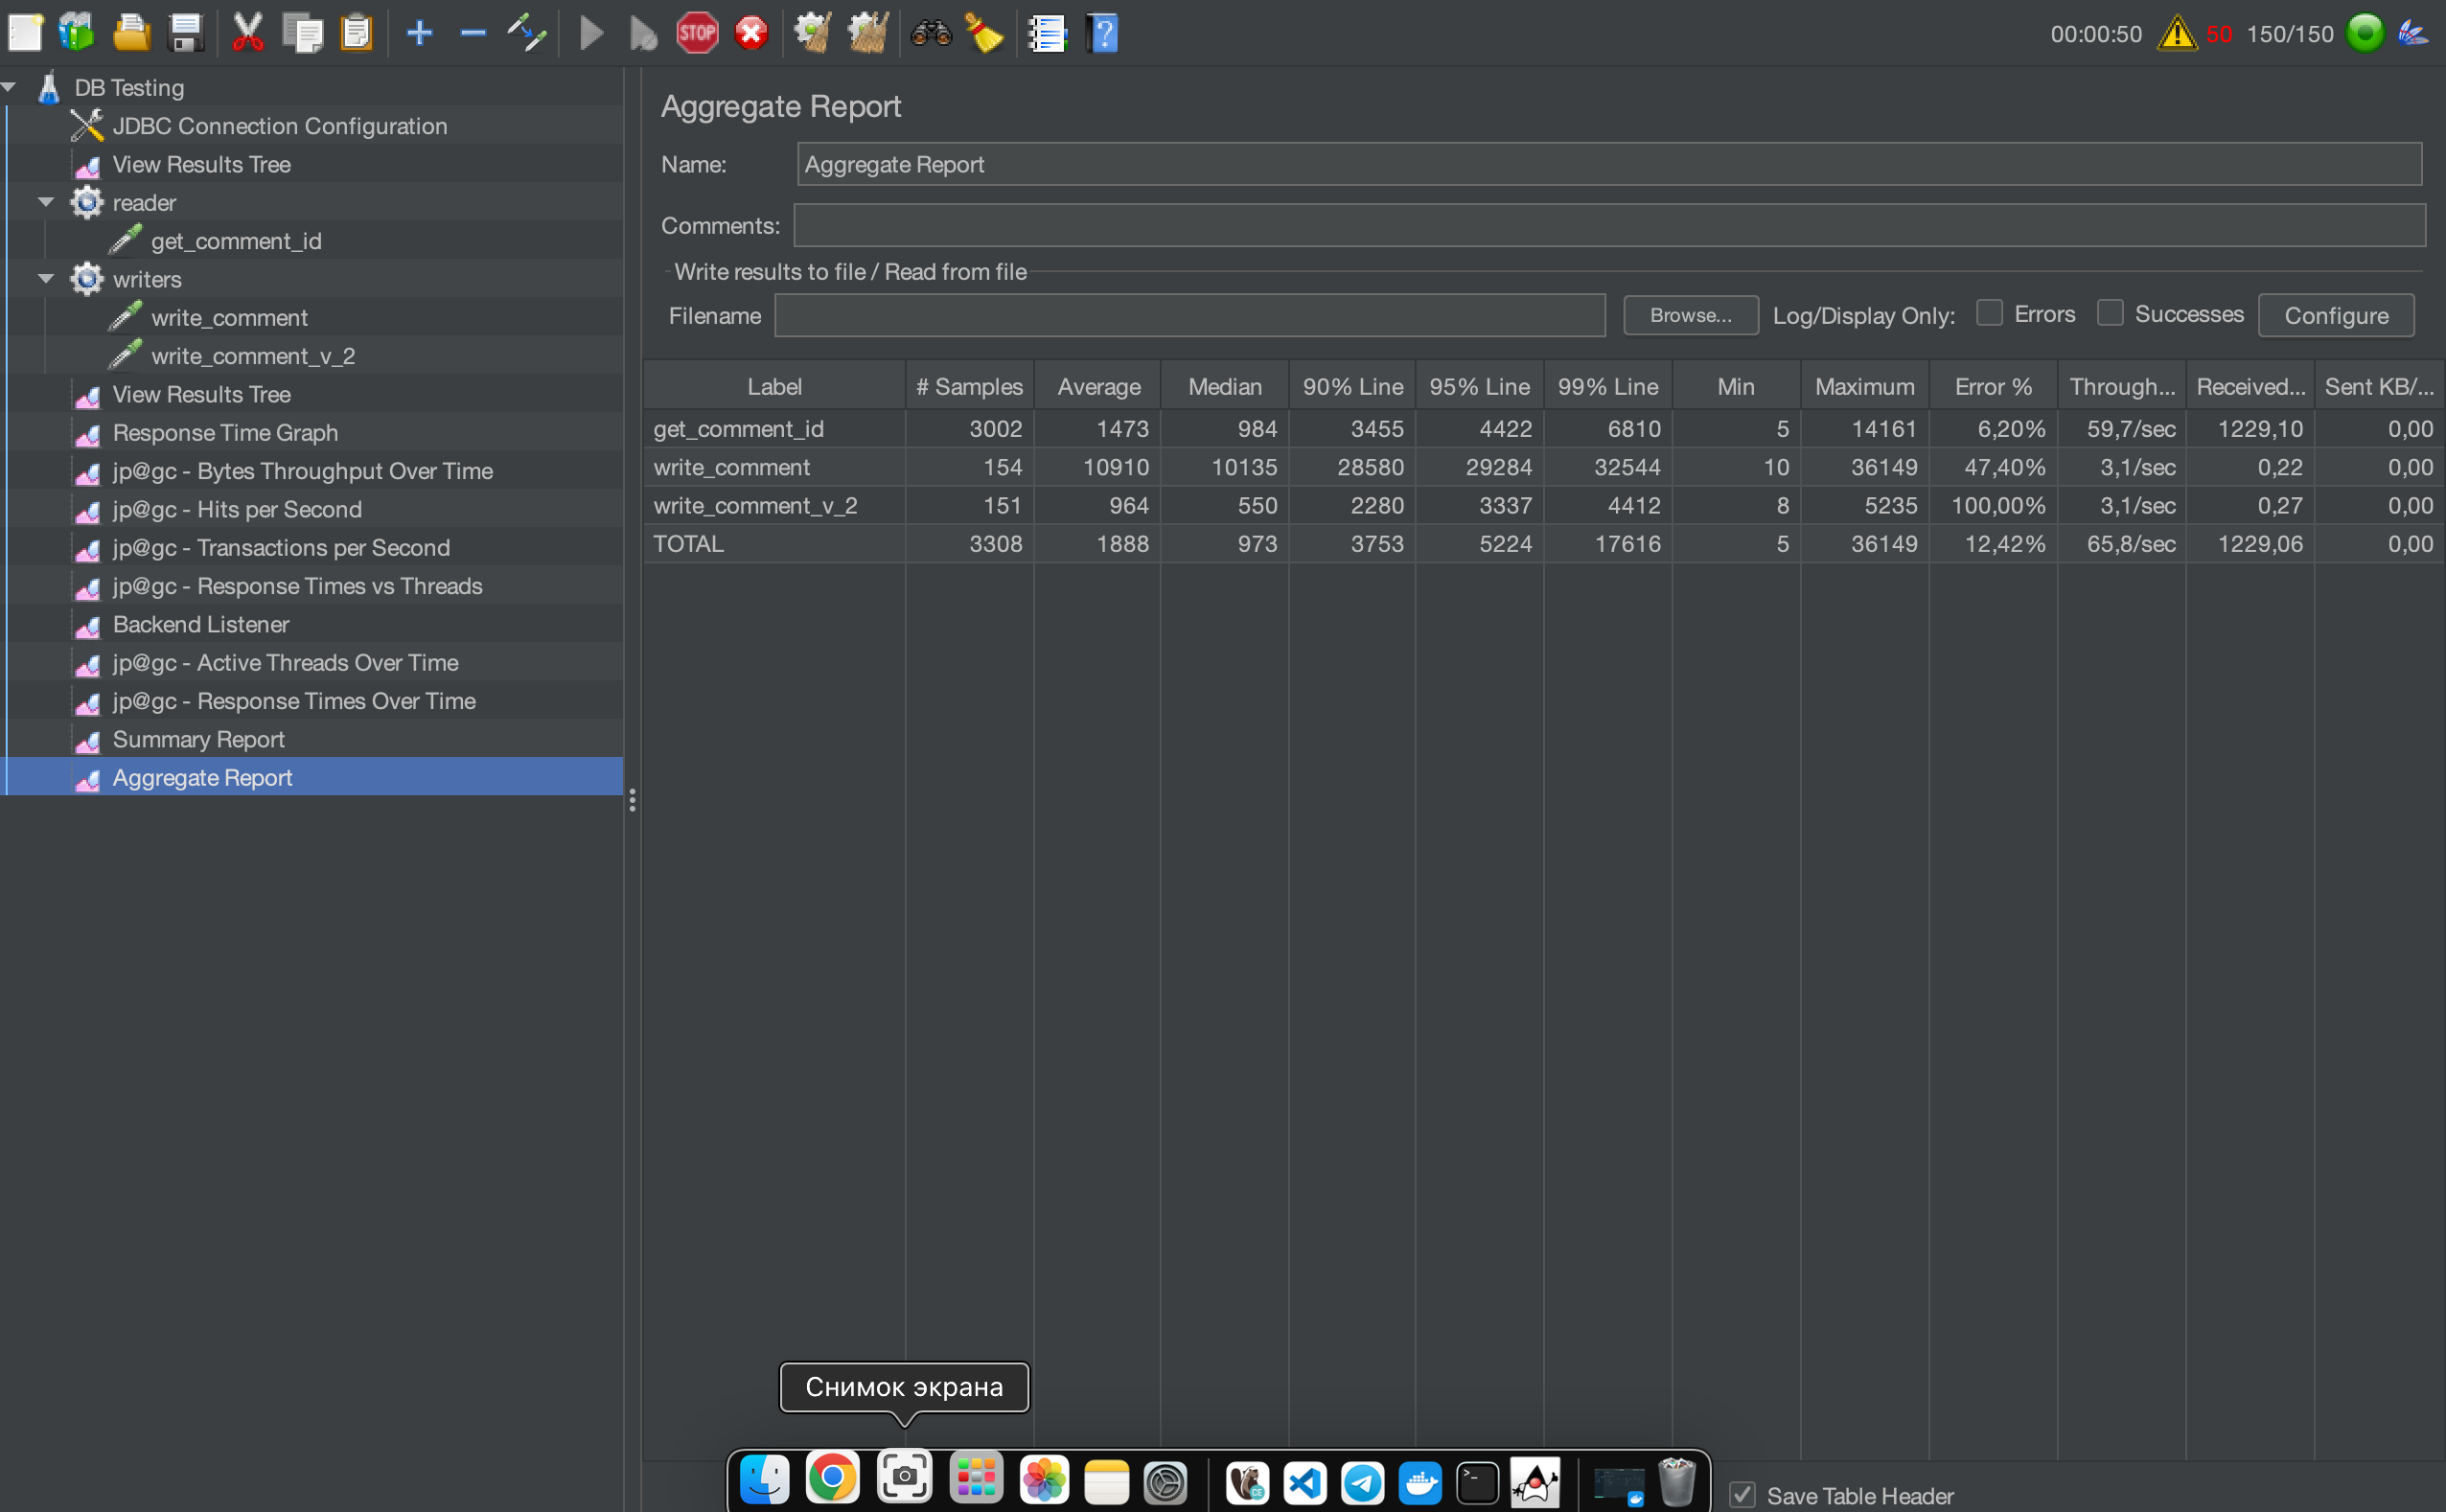 STOP
00:00:50 50 150/150
DB Testing
JDBC Connection Configuration
View Results Tree
reader
get_comment_id
writers
write_comment
write_comment_v_2
View Results Tree
Response Time Graph
jp@gc - Bytes Throughput Over Time
jp@gc - Hits per Second
jp@gc - Transactions per Second
jp@gc - Response Times vs Threads
Backend Listener
jp@gc - Active Threads Over Time
jp@gc - Response Times Over Time
Summary Report
Aggregate Report
Aggregate Report
Name: Aggregate Report
Comments:
Write results to file / Read from file
Filename Browse... Log/Display Only: Errors Successes Configure
Label # Samples Average Median 90% Line 95% Line 99% Line Min Maximum Error % Through... Received... Sent KB/...
get_comment_id 3002 1473 984 3455 4422 6810 5 14161 6,20% 59,7/sec 1229,10 0,00
write_comment 154 10910 10135 28580 29284 32544 10 36149 47,40% 3,1/sec 0,22 0,00
write_comment_v_2 151 964 550 2280 3337 4412 8 5235 100,00% 3,1/sec 0,27 0,00
TOTAL 3308 1888 973 3753 5224 17616 5 36149 12,42% 65,8/sec 1229,06 0,00
Снимок экрана
Save Table Header